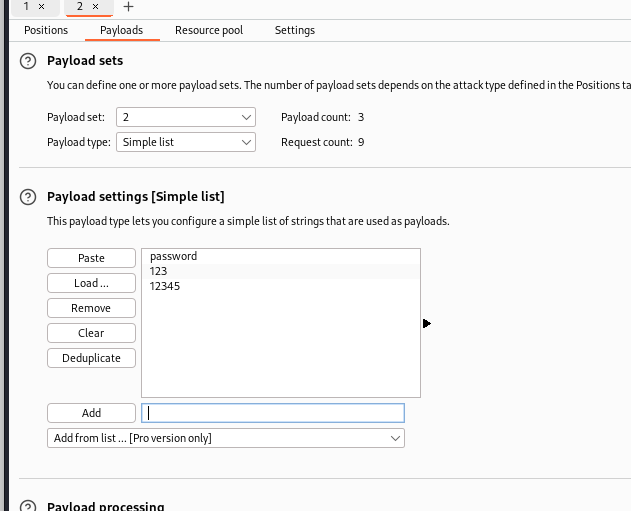 1 × 2 × +
Positions Payloads Resource pool Settings
? Payload sets
You can define one or more payload sets. The number of payload sets depends on the attack type defined in the Positions ta
Payload set: 2 Payload count: 3
Payload type: Simple list Request count: 9
? Payload settings [Simple list]
This payload type lets you configure a simple list of strings that are used as payloads.
Paste password
123
Load ... 12345
Remove
Clear
Deduplicate
Add
Add from list ... [Pro version only]
? Payload processing